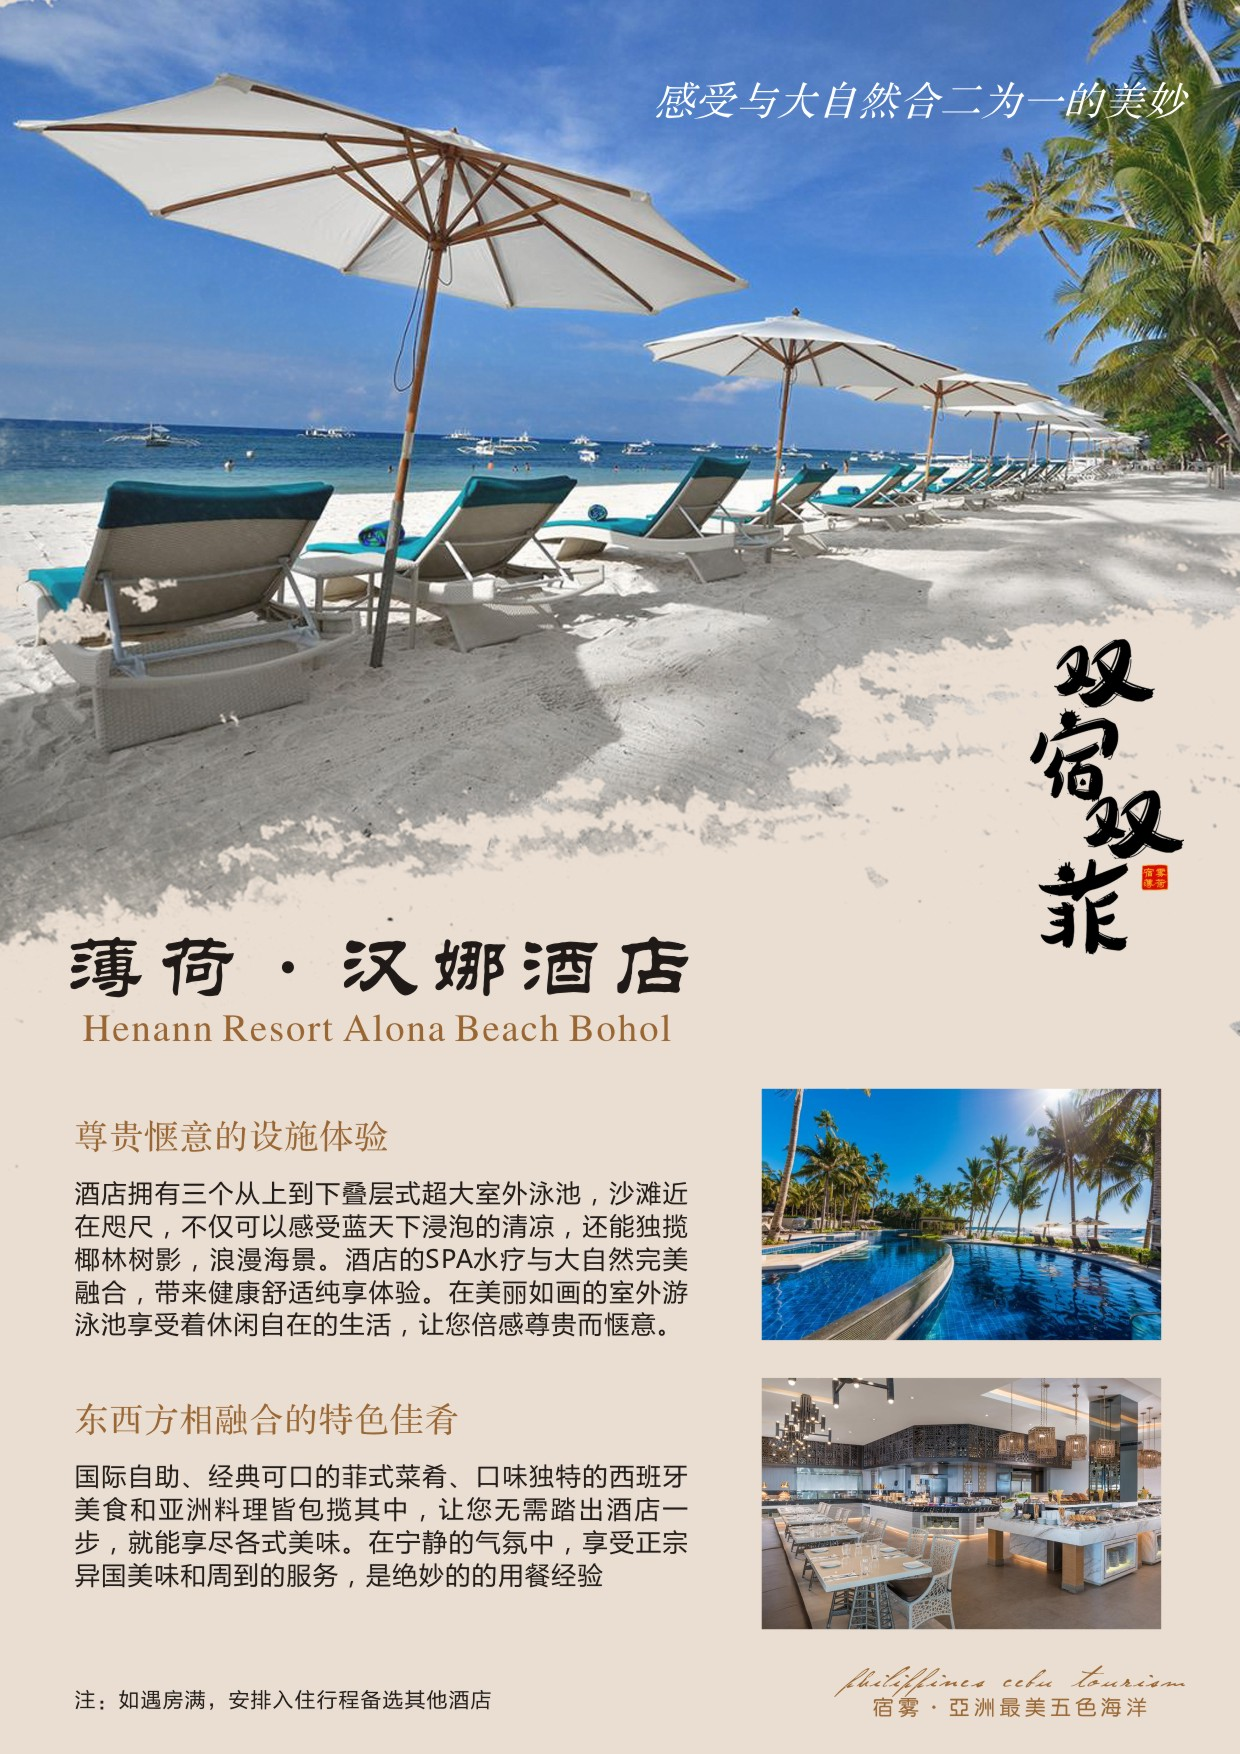 感受与大自然合二为一的美妙
双
宿
双
菲
薄荷·汉娜酒店
Henann Resort Alona Beach Bohol
尊贵惬意的设施体验
酒店拥有三个从上到下叠层式超大室外泳池，沙滩近
在咫尺，不仅可以感受蓝天下浸泡的清凉，还能独揽
椰林树影，浪漫海景。酒店的SPA水疗与大自然完美
融合，带来健康舒适纯享体验。在美丽如画的室外游
泳池享受着休闲自在的生活，让您倍感尊贵而惬意。
东西方相融合的特色佳肴
国际自助、经典可口的菲式菜肴、口味独特的西班牙
美食和亚洲料理皆包揽其中，让您无需踏出酒店一
步，就能享尽各式美味。在宁静的气氛中，享受正宗
异国美味和周到的服务，是绝妙的的用餐经验
注：如遇房满，安排入住行程备选其他酒店
philippines cebu tourism
宿雾·亞洲最美五色海洋